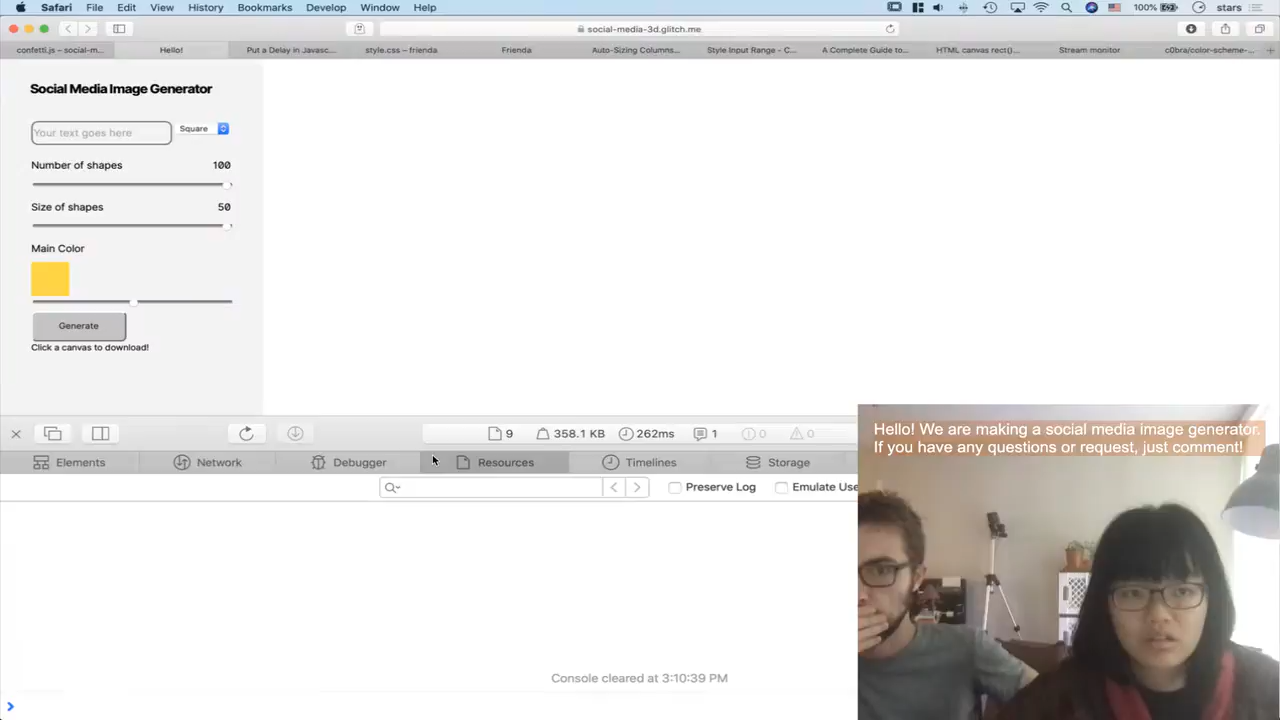 Safari File Edit View History Bookmarks Develop Window Help 100% stars
social-media-3d.glitch.me
confetti.js – social-m... Hello! Put a Delay in Javasc... style.css – frienda Frienda Auto-Sizing Columns... Style Input Range - C... A Complete Guide to... HTML canvas rect()... Stream monitor c0bra/color-scheme-...
Social Media Image Generator
Your text goes here Square
Number of shapes 100
Size of shapes 50
Main Color
Generate
Click a canvas to download!
9 358.1 KB 262ms 1 0 0
Elements Network Debugger Resources Timelines Storage
Preserve Log Emulate Use
Console cleared at 3:10:39 PM
Hello! We are making a social media image generator.
If you have any questions or request, just comment!